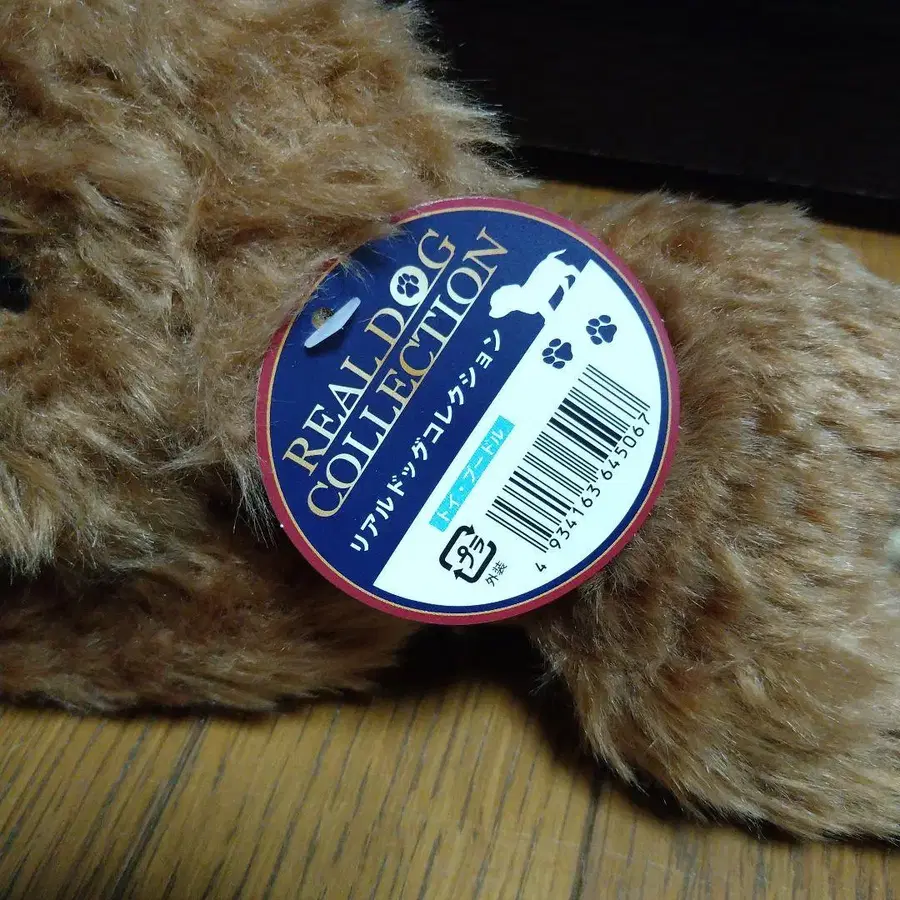 REAL DOG
COLLECTION
リアルドッグコレクション
トイ・プードル
4 934163 645067
プラ
外装